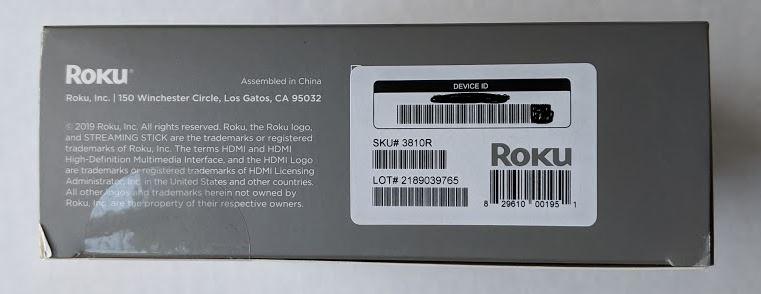 ROKU
Assembled in China
Roku, Inc. | 150 Winchester Circle, Los Gatos, CA 95032
© 2019 Roku, Inc. All rights reserved. Roku, the Roku logo,
and STREAMING STICK are the trademarks or registered
trademarks of Roku, Inc. The terms HDMI and HDMI
High-Definition Multimedia Interface, and the HDMI Logo
are trademarks or registered trademarks of HDMI Licensing
Administrator, Inc. in the United States and other countries.
All other logos and trademarks herein not owned by
Roku, Inc. are the property of their respective owners.
DEVICE ID
SKU# 3810R
LOT# 2189039765
ROKU
8 29610 00195 1